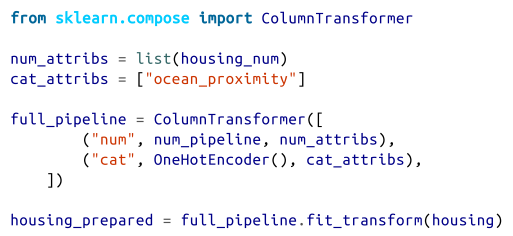 from sklearn.compose import ColumnTransformer

num_attribs = list(housing_num)
cat_attribs = ["ocean_proximity"]

full_pipeline = ColumnTransformer([
        ("num", num_pipeline, num_attribs),
        ("cat", OneHotEncoder(), cat_attribs),
    ])

housing_prepared = full_pipeline.fit_transform(housing)